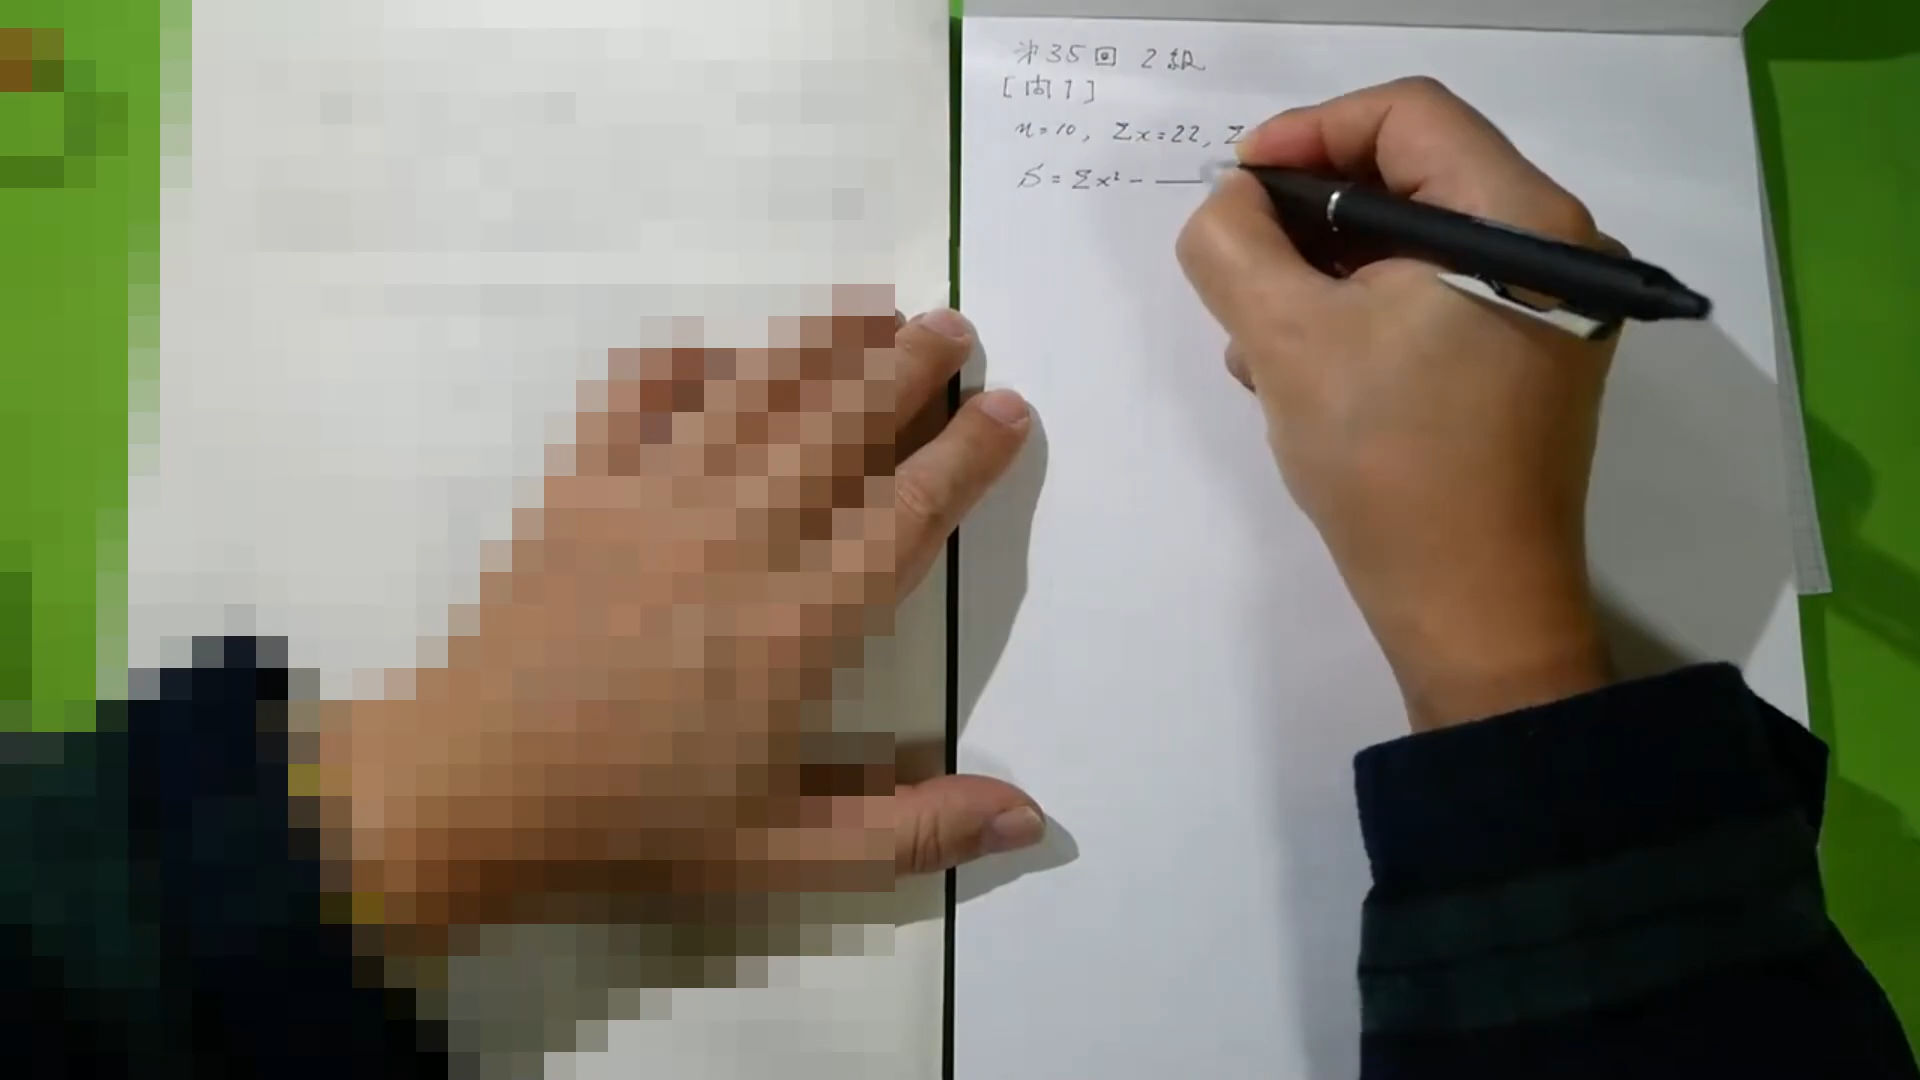 第35回 2級
[問1]
n=10, Σx=22, Σ
S=Σx²-